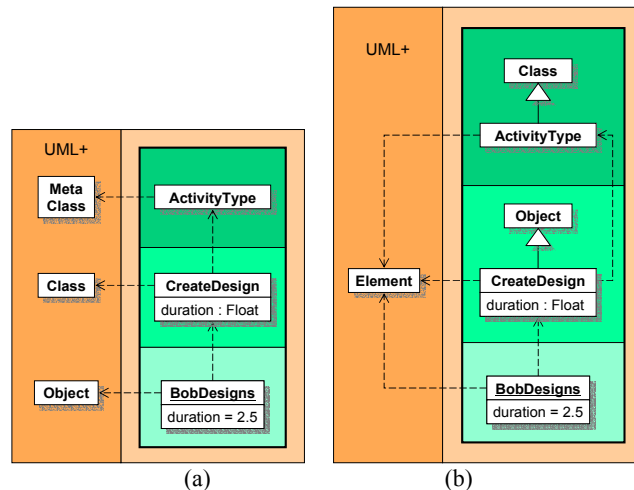 UML+
Meta
Class
ActivityType
Class
CreateDesign
duration : Float
Object
BobDesigns
duration = 2.5
(a)
UML+
Class
ActivityType
Object
Element
CreateDesign
duration : Float
BobDesigns
duration = 2.5
(b)